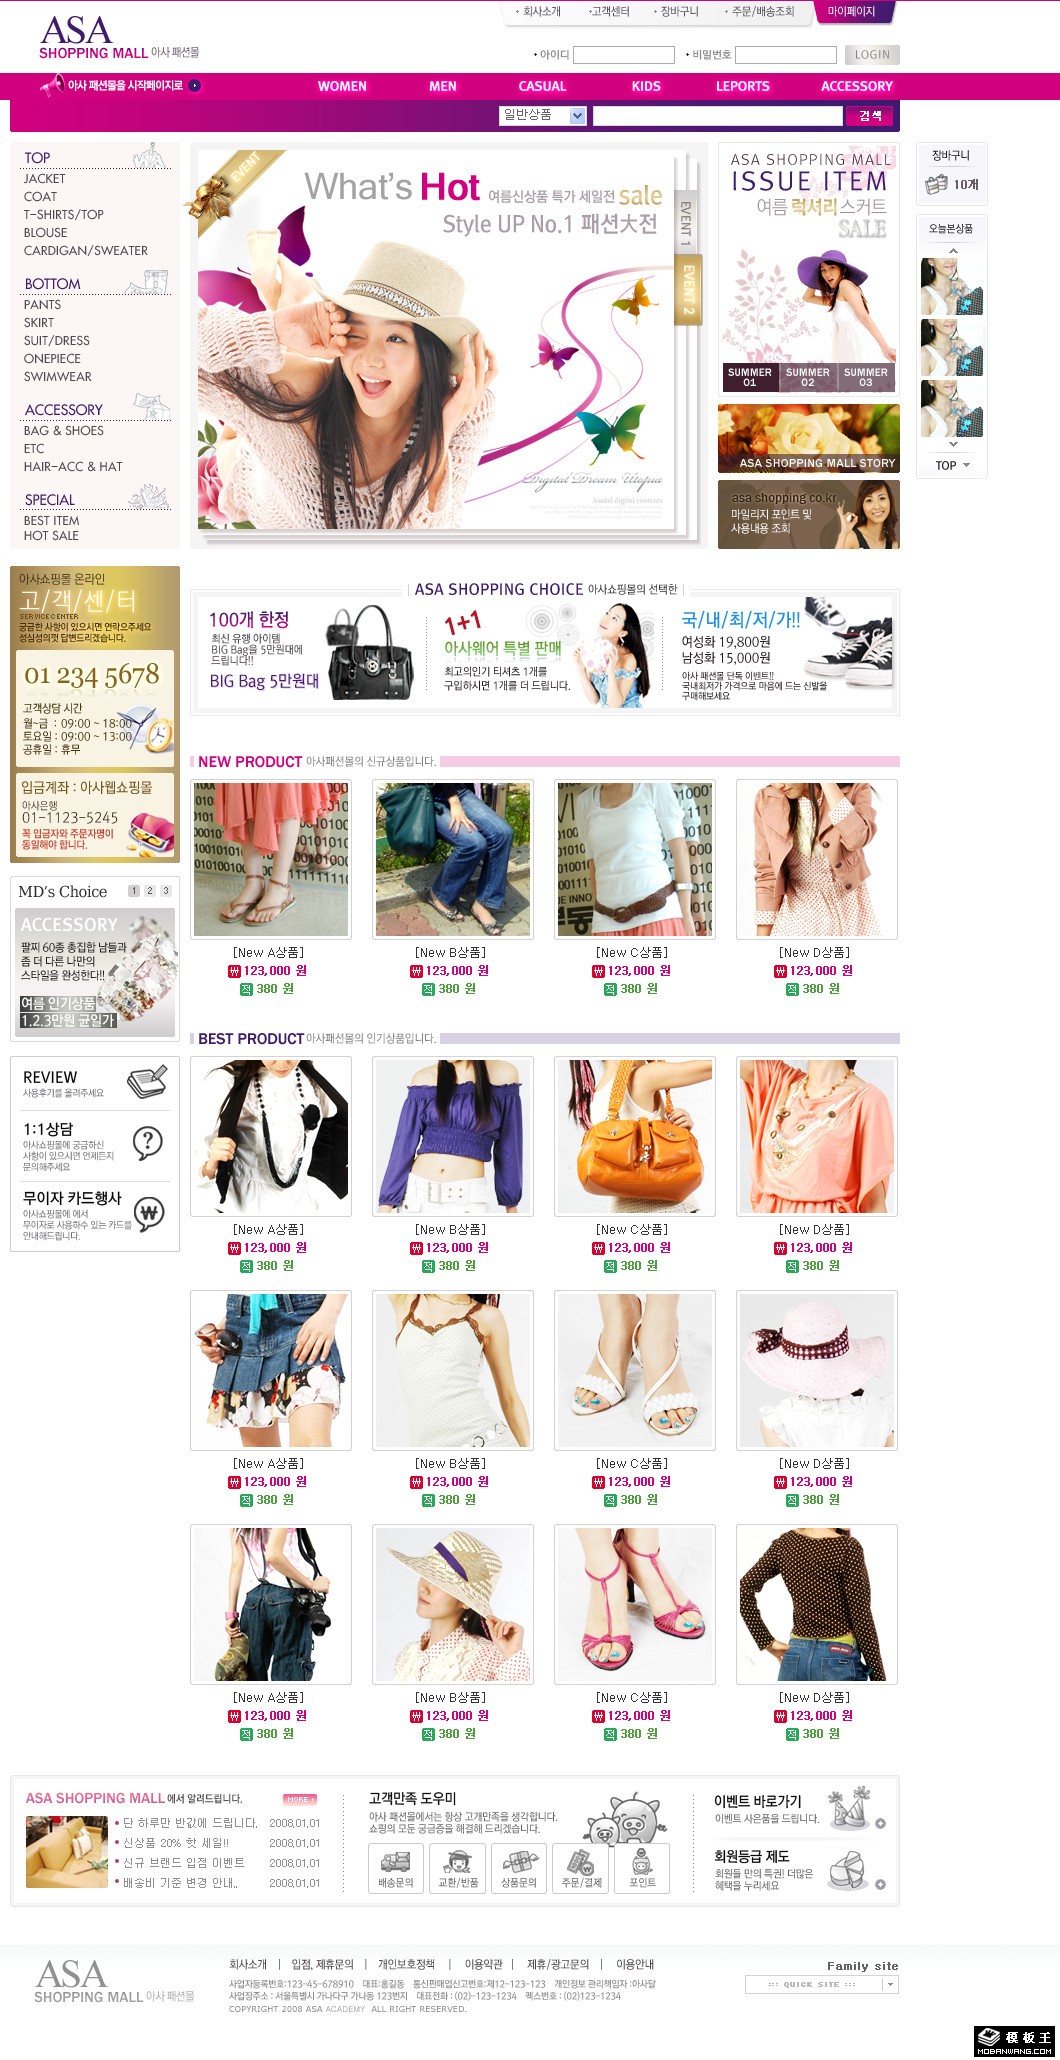 회사소개
고객센터
장바구니
주문/배송조회
마이페이지
ASA
SHOPPING MALL 아사 패션몰
아이디
비밀번호
LOGIN
아사 패션몰을 시작페이지로
WOMEN
MEN
CASUAL
KIDS
LEPORTS
ACCESSORY
일반상품
검색
TOP
JACKET
COAT
T-SHIRTS/TOP
BLOUSE
CARDIGAN/SWEATER
BOTTOM
PANTS
SKIRT
SUIT/DRESS
ONEPIECE
SWIMWEAR
ACCESSORY
BAG & SHOES
ETC
HAIR-ACC & HAT
SPECIAL
BEST ITEM
HOT SALE
EVENT
What's Hot 여름신상품 특가 세일전 sale
Style UP No.1 패션大전
EVENT 1
EVENT 2
Digital Dream Utopia
Asadal digital contents
ASA SHOPPING MALL
ISSUE ITEM
여름 럭셔리스커트
SALE
SUMMER 01
SUMMER 02
SUMMER 03
ASA SHOPPING MALL STORY
asa shopping co.kr
마일리지 포인트 및
사용내용 조회
장바구니
10개
오늘본상품
TOP
아사쇼핑몰 온라인
고/객/센/터
SERVICE CENTER
궁금한 사항이 있으시면 연락으주세요
성심성의껏 답변드리겠습니다.
01 234 5678
고객상담 시간
월~금 : 09:00 ~ 18:00
토요일 : 09:00 ~ 13:00
공휴일 : 휴무
입금계좌 : 아사웹쇼핑몰
아사은행
01-1123-5245
꼭 입금자와 주문자명이
동일해야 합니다.
ASA SHOPPING CHOICE 아사쇼핑몰의 선택한
100개 한정
최신 유행 아이템
BIG Bag을 5만원대에
드립니다!!
BIG Bag 5만원대
1+1
아사웨어 특별 판매
최고의인기 티셔츠 1개를
구입하시면 1개를 더 드립니다.
국/내/최/저/가!!
여성화 19,800원
남성화 15,000원
아사 패션몰 단독 이벤트!!
국내최저가 가격으로 마음에 드는 신발을
구매해보세요
NEW PRODUCT 아사패션몰의 신규상품입니다.
[New A상품]
₩ 123,000 원
적 380 원
[New B상품]
₩ 123,000 원
적 380 원
[New C상품]
₩ 123,000 원
적 380 원
[New D상품]
₩ 123,000 원
적 380 원
MD's Choice
1 2 3
ACCESSORY
팔찌 60종 총집합 남들과
좀 더 다른 나만의
스타일을 완성한다!!
여름 인기상품
1.2.3만원 균일가
REVIEW
사용후기를 올려주세요
1:1상담
아사쇼핑몰에 궁금하신
사항이 있으시면 언제든지
문의해주세요
무이자 카드행사
아사쇼핑몰에 에서
무이자로 사용하수 있는 카드를
안내해드립니다.
BEST PRODUCT 아사패션몰의 인기상품입니다.
[New A상품]
₩ 123,000 원
적 380 원
[New B상품]
₩ 123,000 원
적 380 원
[New C상품]
₩ 123,000 원
적 380 원
[New D상품]
₩ 123,000 원
적 380 원
[New A상품]
₩ 123,000 원
적 380 원
[New B상품]
₩ 123,000 원
적 380 원
[New C상품]
₩ 123,000 원
적 380 원
[New D상품]
₩ 123,000 원
적 380 원
[New A상품]
₩ 123,000 원
적 380 원
[New B상품]
₩ 123,000 원
적 380 원
[New C상품]
₩ 123,000 원
적 380 원
[New D상품]
₩ 123,000 원
적 380 원
ASA SHOPPING MALL 에서 알려드립니다.
MORE
단 하루만 반값에 드립니다. 2008.01.01
신상품 20% 핫 세일!! 2008.01.01
신규 브랜드 입점 이벤트 2008.01.01
배송비 기준 변경 안내.. 2008.01.01
고객만족 도우미
아사 패션몰에서는 항상 고개만족을 생각합니다.
쇼핑의 모둔 궁금증을 해결해 드리겠습니다.
배송문의
교환/반품
상품문의
주문/결제
포인트
이벤트 바로가기
이벤트 사은품을 드립니다.
회원등급 제도
회원들 만의 특권! 더많은
혜택을 누리세요
ASA
SHOPPING MALL 아사 패션몰
회사소개 | 입점, 제휴문의 | 개인보호정책 | 이용약관 | 제휴/광고문의 | 이용안내
사업자등록번호:123-45-678910 대표:홍길동 통신판매업신고번호:제12-123-123 개인정보 관리책임자 :아사달
사업장주소 : 서울특별시 가나다구 가나동 123번지 대표전화 : (02)-123-1234 팩스번호 : (02)123-1234
COPYRIGHT 2008 ASA ACADEMY ALL RIGHT RESERVED.
Family site
::: QUICK SITE :::
模板王
MOBANWANG.COM